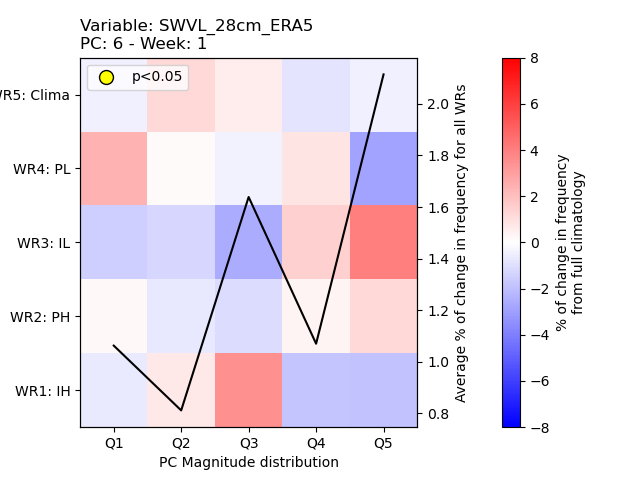 Variable: SWVL_28cm_ERA5
PC: 6 - Week: 1
p<0.05
WR5: Clima
WR4: PL
WR3: IL
WR2: PH
WR1: IH
Q1 Q2 Q3 Q4 Q5
PC Magnitude distribution
2.0
1.8
1.6
1.4
1.2
1.0
0.8
Average % of change in frequency for all WRs
8
6
4
2
0
−2
−4
−6
−8
% of change in frequency
from full climatology